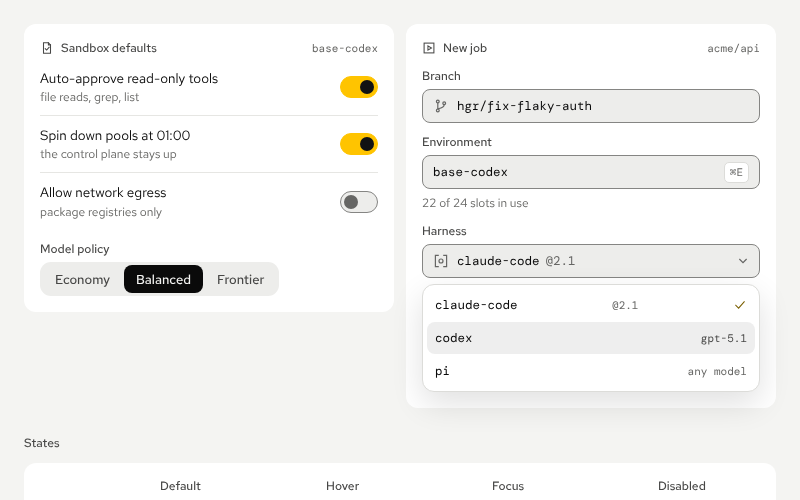 Sandbox defaults
base-codex
Auto-approve read-only tools
file reads, grep, list
Spin down pools at 01:00
the control plane stays up
Allow network egress
package registries only
Model policy
Economy
Balanced
Frontier
New job
acme/api
Branch
hgr/fix-flaky-auth
Environment
base-codex
⌘E
22 of 24 slots in use
Harness
claude-code @2.1
claude-code @2.1
codex gpt-5.1
pi any model
States
Default Hover Focus Disabled